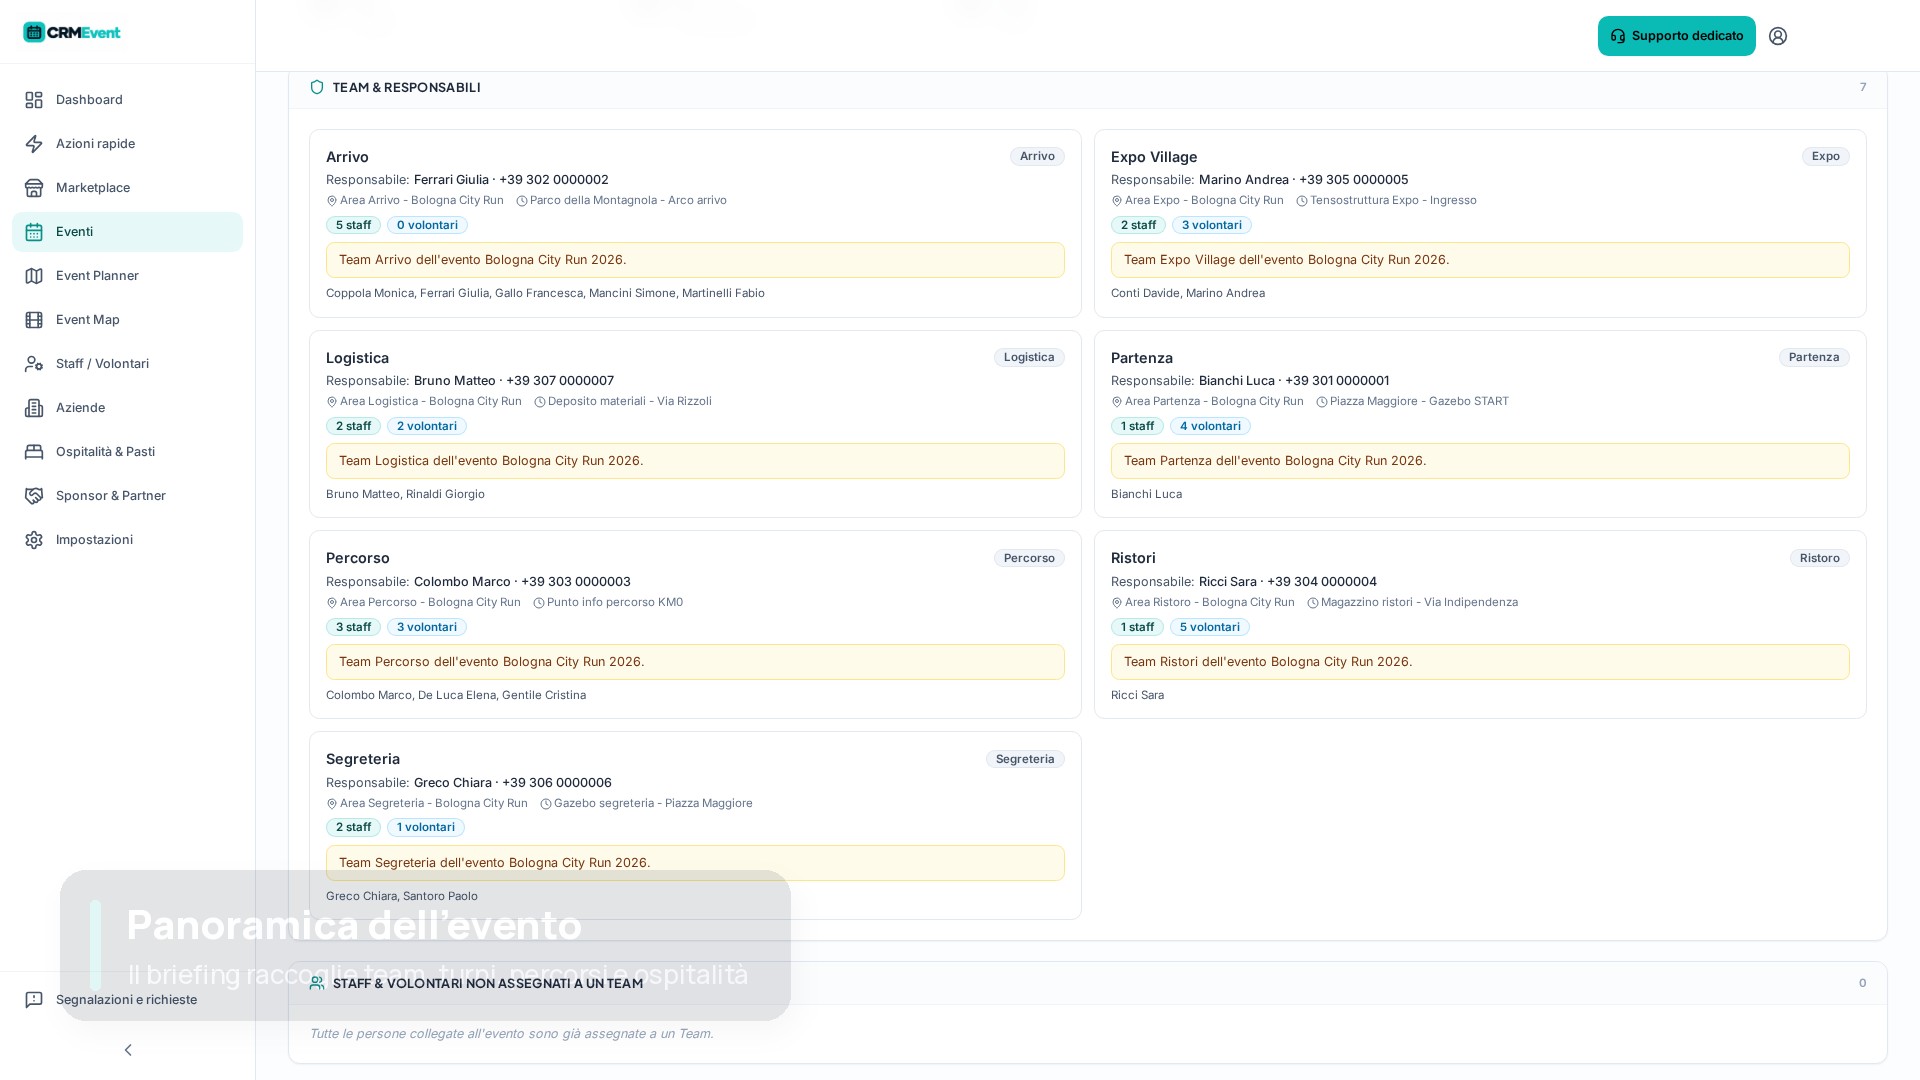 CRMEvent
Supporto dedicato
Dashboard
Azioni rapide
Marketplace
Eventi
Event Planner
Event Map
Staff / Volontari
Aziende
Ospitalità & Pasti
Sponsor & Partner
Impostazioni
Segnalazioni e richieste
TEAM & RESPONSABILI 7
Arrivo Arrivo
Responsabile: Ferrari Giulia · +39 302 0000002
Area Arrivo - Bologna City Run Parco della Montagnola - Arco arrivo
5 staff 0 volontari
Team Arrivo dell'evento Bologna City Run 2026.
Coppola Monica, Ferrari Giulia, Gallo Francesca, Mancini Simone, Martinelli Fabio
Expo Village Expo
Responsabile: Marino Andrea · +39 305 0000005
Area Expo - Bologna City Run Tensostruttura Expo - Ingresso
2 staff 3 volontari
Team Expo Village dell'evento Bologna City Run 2026.
Conti Davide, Marino Andrea
Logistica Logistica
Responsabile: Bruno Matteo · +39 307 0000007
Area Logistica - Bologna City Run Deposito materiali - Via Rizzoli
2 staff 2 volontari
Team Logistica dell'evento Bologna City Run 2026.
Bruno Matteo, Rinaldi Giorgio
Partenza Partenza
Responsabile: Bianchi Luca · +39 301 0000001
Area Partenza - Bologna City Run Piazza Maggiore - Gazebo START
1 staff 4 volontari
Team Partenza dell'evento Bologna City Run 2026.
Bianchi Luca
Percorso Percorso
Responsabile: Colombo Marco · +39 303 0000003
Area Percorso - Bologna City Run Punto info percorso KM0
3 staff 3 volontari
Team Percorso dell'evento Bologna City Run 2026.
Colombo Marco, De Luca Elena, Gentile Cristina
Ristori Ristoro
Responsabile: Ricci Sara · +39 304 0000004
Area Ristoro - Bologna City Run Magazzino ristori - Via Indipendenza
1 staff 5 volontari
Team Ristori dell'evento Bologna City Run 2026.
Ricci Sara
Segreteria Segreteria
Responsabile: Greco Chiara · +39 306 0000006
Area Segreteria - Bologna City Run Gazebo segreteria - Piazza Maggiore
2 staff 1 volontari
Team Segreteria dell'evento Bologna City Run 2026.
Greco Chiara, Santoro Paolo
Panoramica dell'evento
Il briefing raccoglie team, turni, percorsi e ospitalità
STAFF & VOLONTARI NON ASSEGNATI A UN TEAM 0
Tutte le persone collegate all'evento sono già assegnate a un Team.